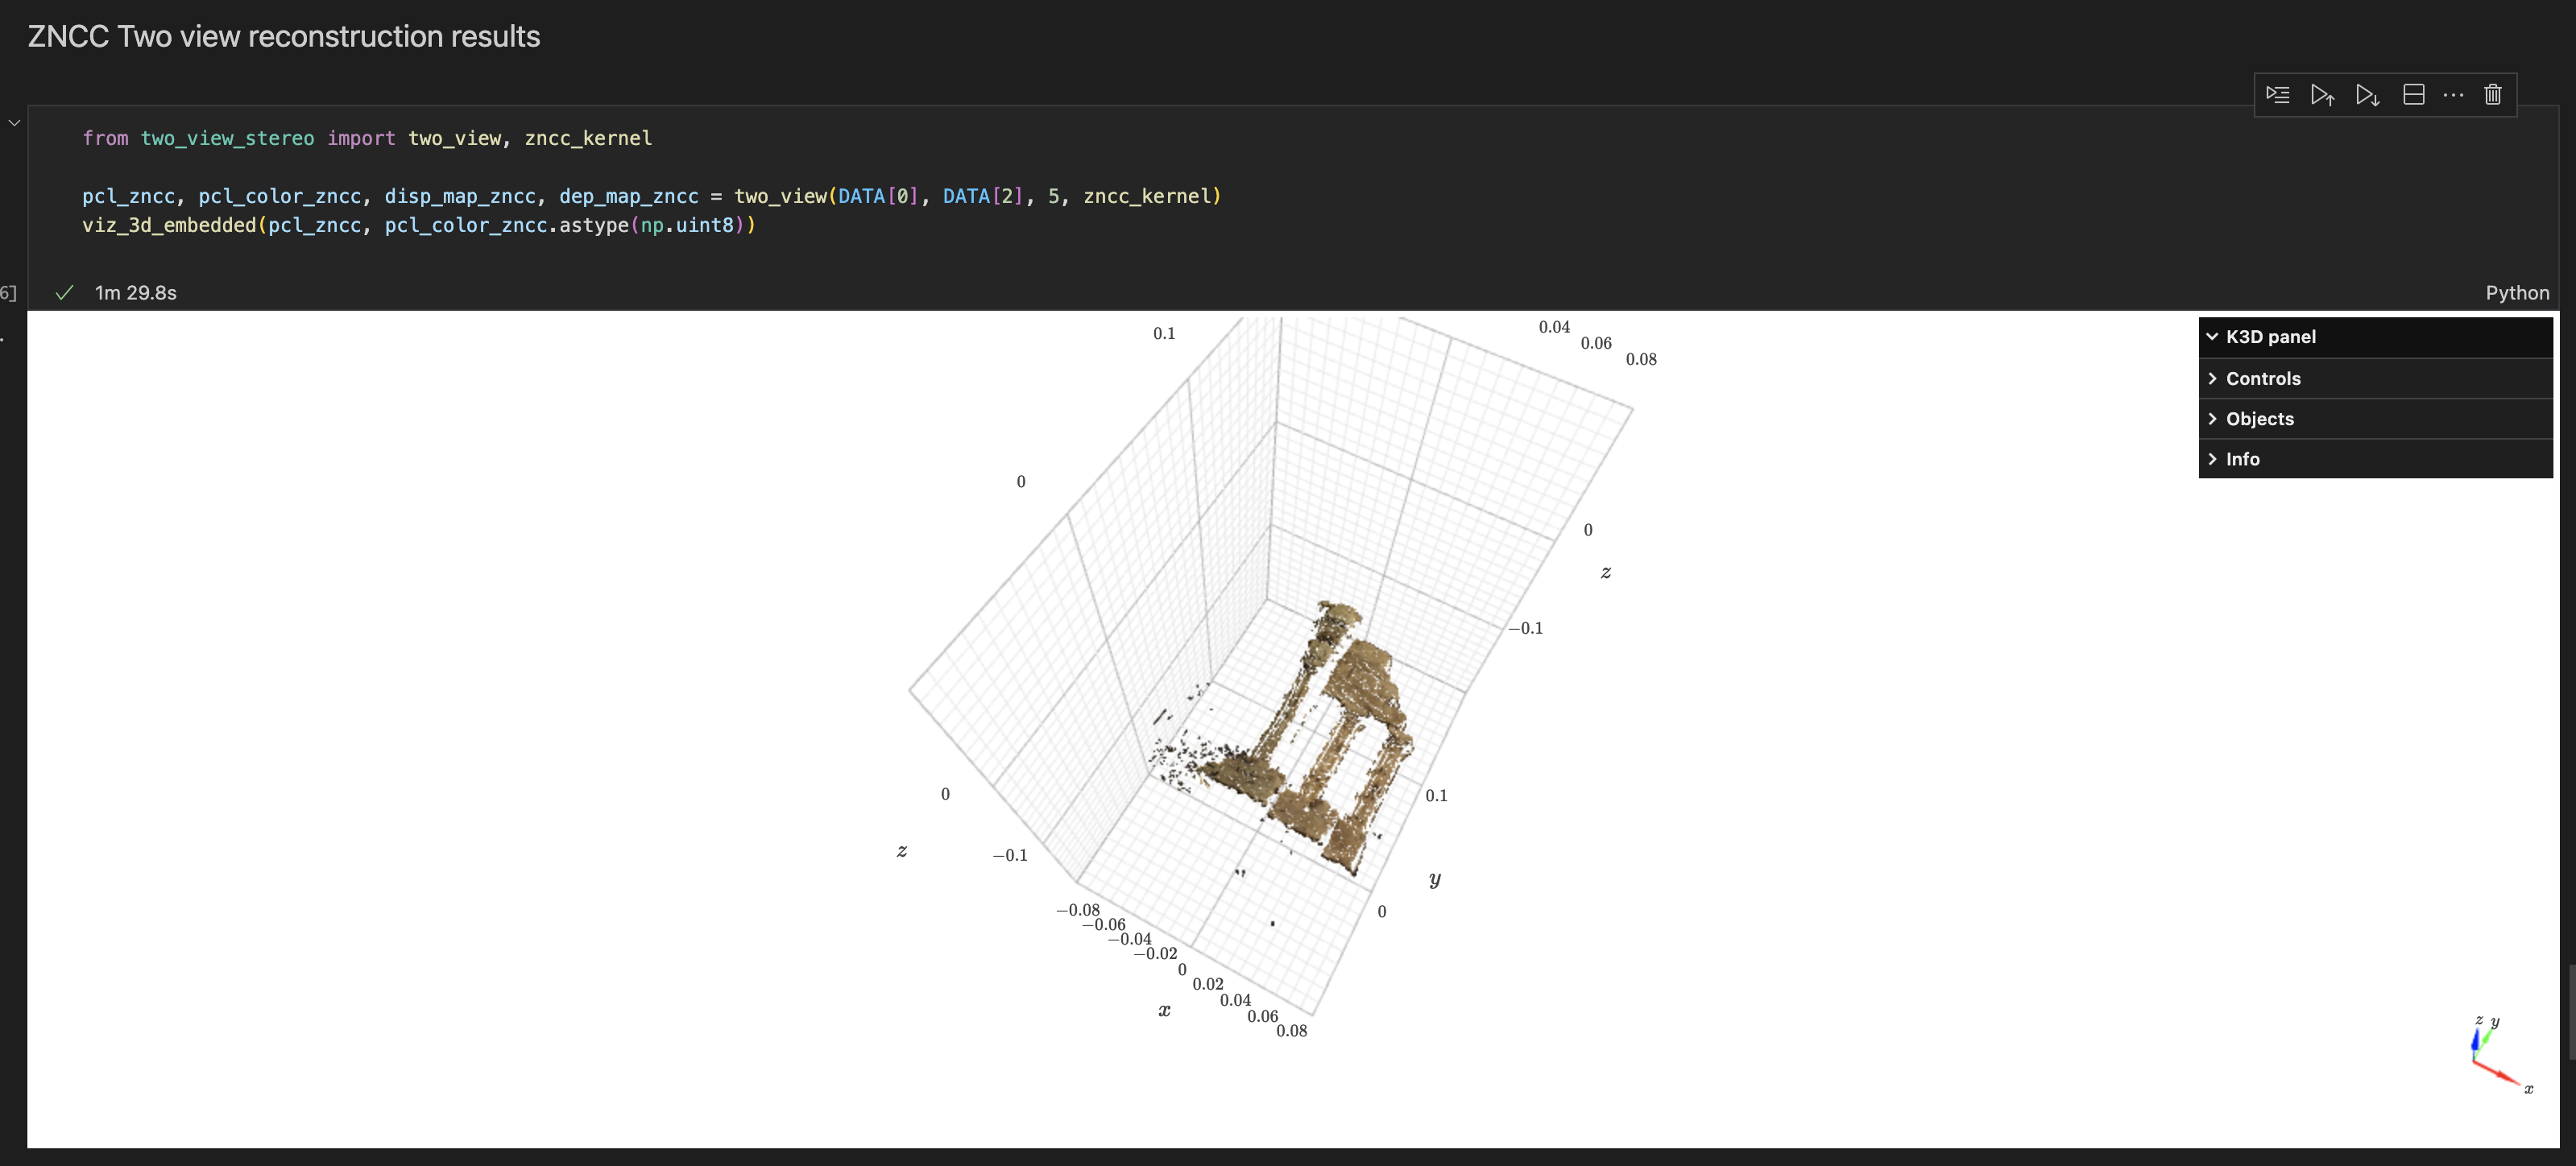 ZNCC Two view reconstruction results
from two_view_stereo import two_view, zncc_kernel
pcl_zncc, pcl_color_zncc, disp_map_zncc, dep_map_zncc = two_view(DATA[0], DATA[2], 5, zncc_kernel)
viz_3d_embedded(pcl_zncc, pcl_color_zncc.astype(np.uint8))
6]
1m 29.8s
Python
K3D panel
Controls
Objects
Info
0.1
0.04
0.06
0.08
0
0
z
−0.1
0
0.1
z
−0.1
y
0
−0.08
−0.06
−0.04
−0.02
0
0.02
0.04
0.06
0.08
x
z y
x